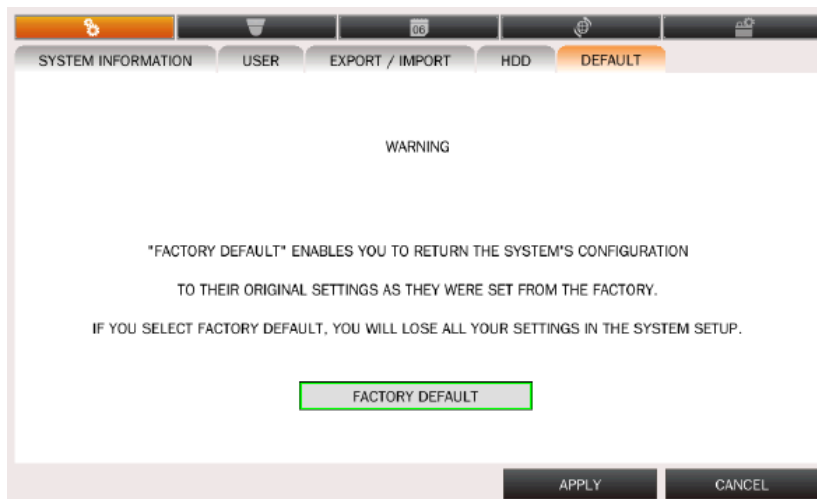 06
SYSTEM INFORMATION USER EXPORT / IMPORT HDD DEFAULT
WARNING
"FACTORY DEFAULT" ENABLES YOU TO RETURN THE SYSTEM'S CONFIGURATION
TO THEIR ORIGINAL SETTINGS AS THEY WERE SET FROM THE FACTORY.
IF YOU SELECT FACTORY DEFAULT, YOU WILL LOSE ALL YOUR SETTINGS IN THE SYSTEM SETUP.
FACTORY DEFAULT
APPLY CANCEL